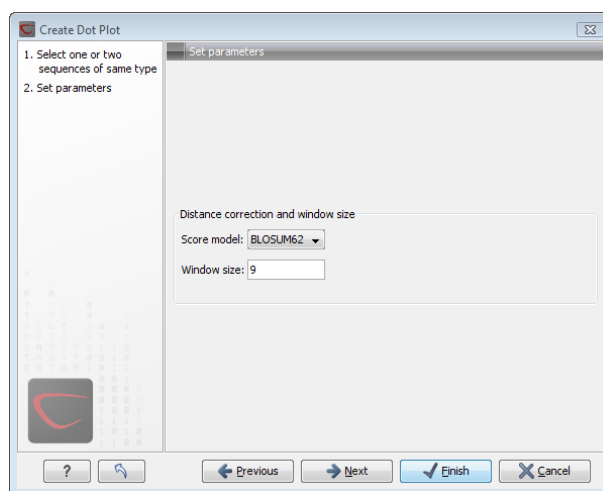 Create Dot Plot
1. Select one or two
sequences of same type
2. Set parameters
Set parameters
Distance correction and window size
Score model: BLOSUM62
Window size: 9
?
Previous
Next
Finish
Cancel